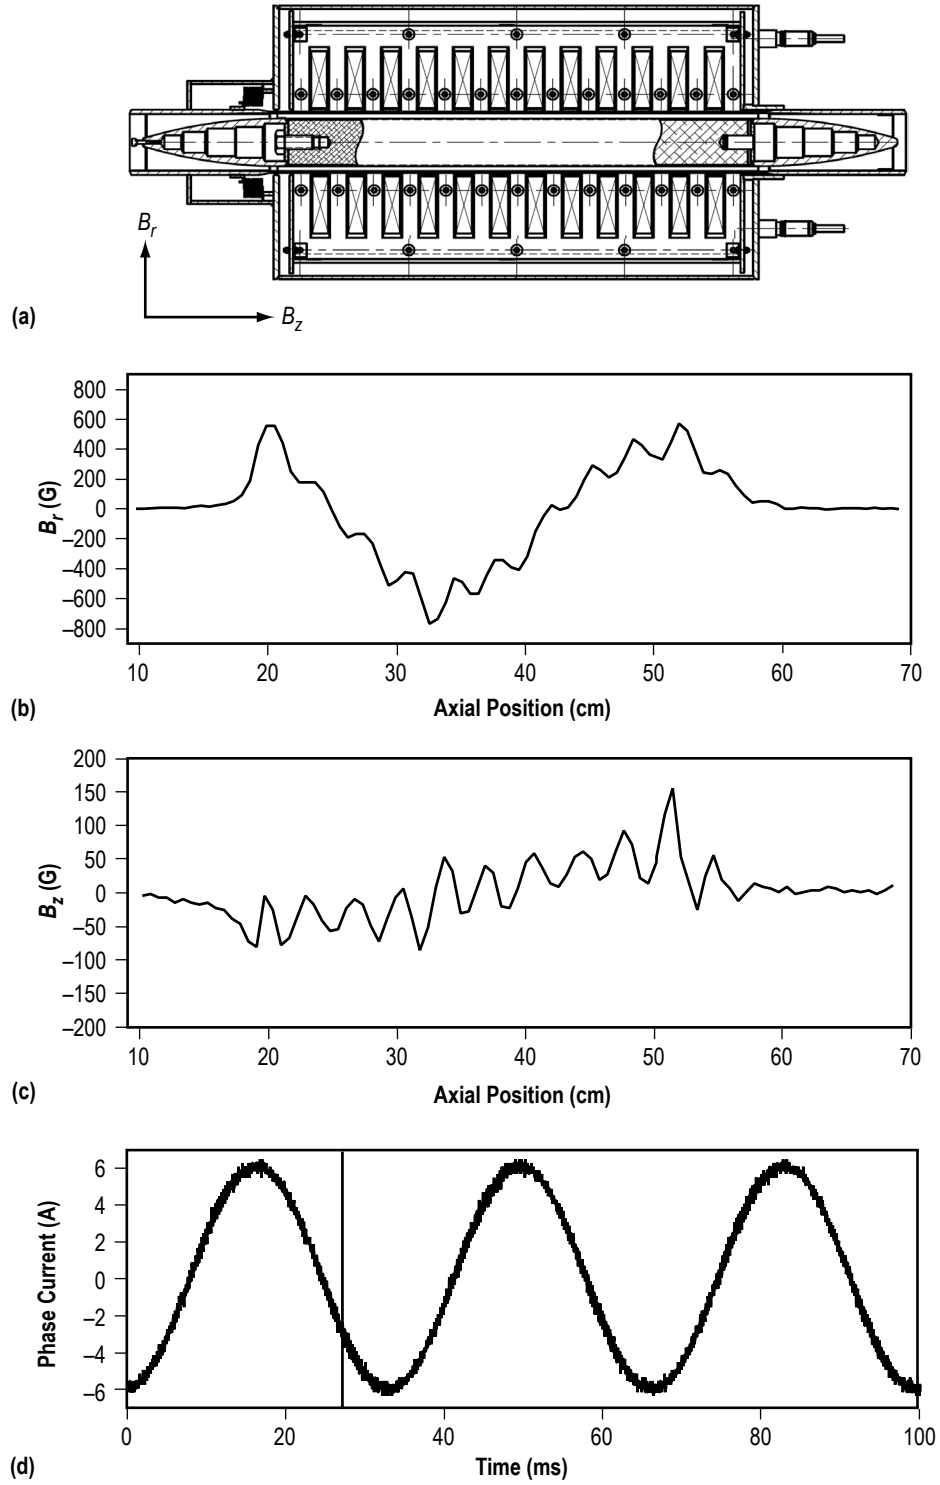 B_r
B_z
(a)
800
600
400
200
0
–200
–400
–600
–800
B_r (G)
10 20 30 40 50 60 70
Axial Position (cm)
(b)
200
150
100
50
0
–50
–100
–150
–200
B_z (G)
10 20 30 40 50 60 70
Axial Position (cm)
(c)
6
4
2
0
–2
–4
–6
Phase Current (A)
0 20 40 60 80 100
Time (ms)
(d)